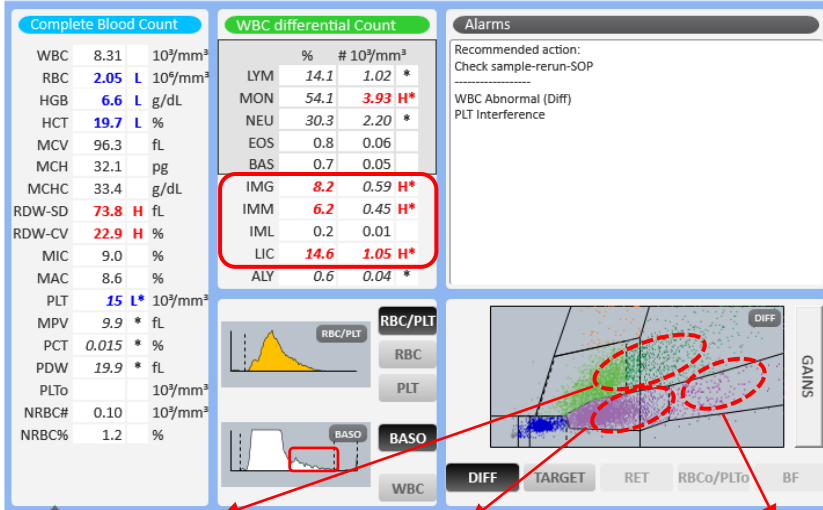 Complete Blood Count
WBC 8.31 10³/mm³
RBC 2.05 L 10⁶/mm³
HGB 6.6 L g/dL
HCT 19.7 L %
MCV 96.3 fL
MCH 32.1 pg
MCHC 33.4 g/dL
RDW-SD 73.8 H fL
RDW-CV 22.9 H %
MIC 9.0 %
MAC 8.6 %
PLT 15 L* 10³/mm³
MPV 9.9 * fL
PCT 0.015 * %
PDW 19.9 * fL
PLTo 10³/mm³
NRBC# 0.10 10³/mm³
NRBC% 1.2 %
WBC differential Count
% # 10³/mm³
LYM 14.1 1.02 *
MON 54.1 3.93 H*
NEU 30.3 2.20 *
EOS 0.8 0.06
BAS 0.7 0.05
IMG 8.2 0.59 H*
IMM 6.2 0.45 H*
IML 0.2 0.01
LIC 14.6 1.05 H*
ALY 0.6 0.04 *
Alarms
Recommended action:
Check sample-rerun-SOP
------------------
WBC Abnormal (Diff)
PLT Interference
RBC/PLT
RBC/PLT
RBC
PLT
BASO
BASO
WBC
DIFF
GAINS
DIFF TARGET RET RBCo/PLTo BF